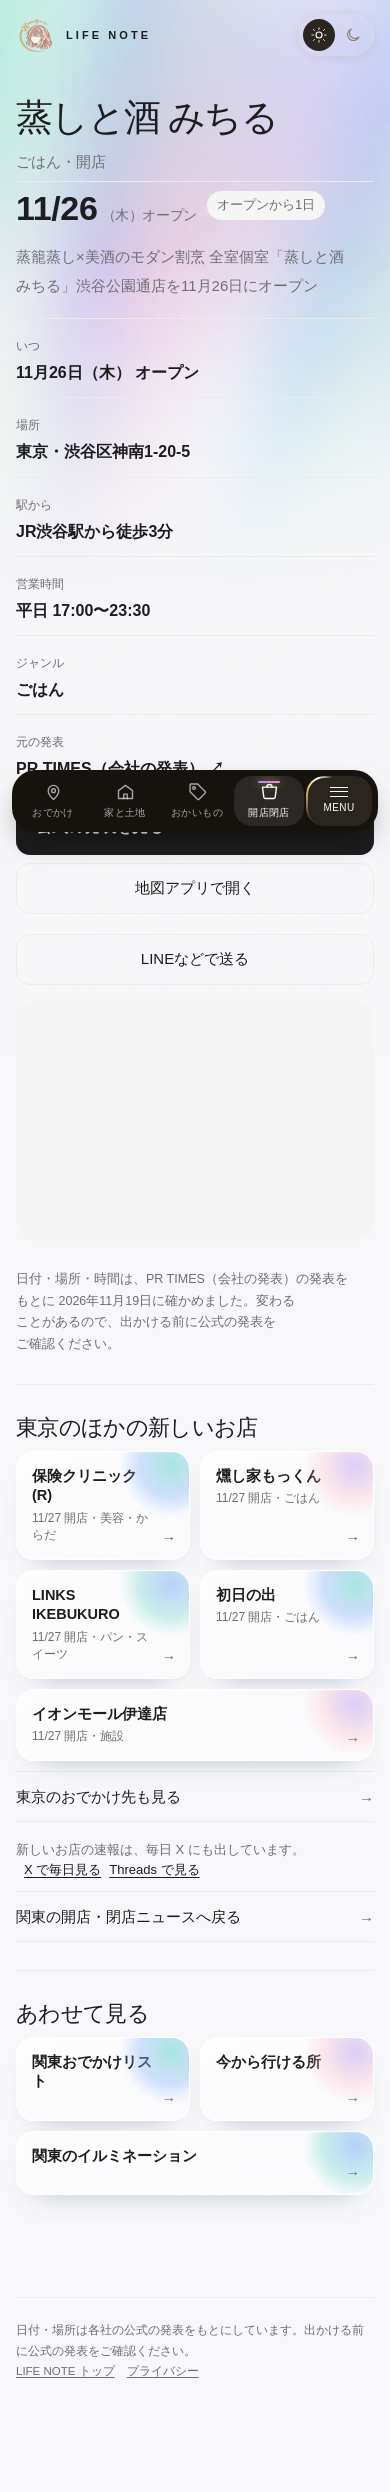 LIFE NOTE
蒸しと酒 みちる
ごはん・開店
11/26 （木）オープン オープンから1日
蒸籠蒸し×美酒のモダン割烹 全室個室「蒸しと酒
みちる」渋谷公園通店を11月26日にオープン
いつ
11月26日（木） オープン
場所
東京・渋谷区神南1-20-5
駅から
JR渋谷駅から徒歩3分
営業時間
平日 17:00〜23:30
ジャンル
ごはん
元の発表
PR TIMES（会社の発表） ↗
おでかけ 家と土地 おかいもの 開店閉店 MENU
地図アプリで開く
LINEなどで送る
日付・場所・時間は、PR TIMES（会社の発表）の発表を
もとに 2026年11月19日に確かめました。変わる
ことがあるので、出かける前に公式の発表を
ご確認ください。
東京のほかの新しいお店
保険クリニック
(R)
11/27 開店・美容・か
らだ
→
燻し家もっくん
11/27 開店・ごはん
→
LINKS
IKEBUKURO
11/27 開店・パン・ス
イーツ
→
初日の出
11/27 開店・ごはん
→
イオンモール伊達店
11/27 開店・施設
→
東京のおでかけ先も見る →
新しいお店の速報は、毎日 X にも出しています。
X で毎日見る Threads で見る
関東の開店・閉店ニュースへ戻る →
あわせて見る
関東おでかけリス
ト
→
今から行ける所
→
関東のイルミネーション
→
日付・場所は各社の公式の発表をもとにしています。出かける前
に公式の発表をご確認ください。
LIFE NOTE トップ プライバシー